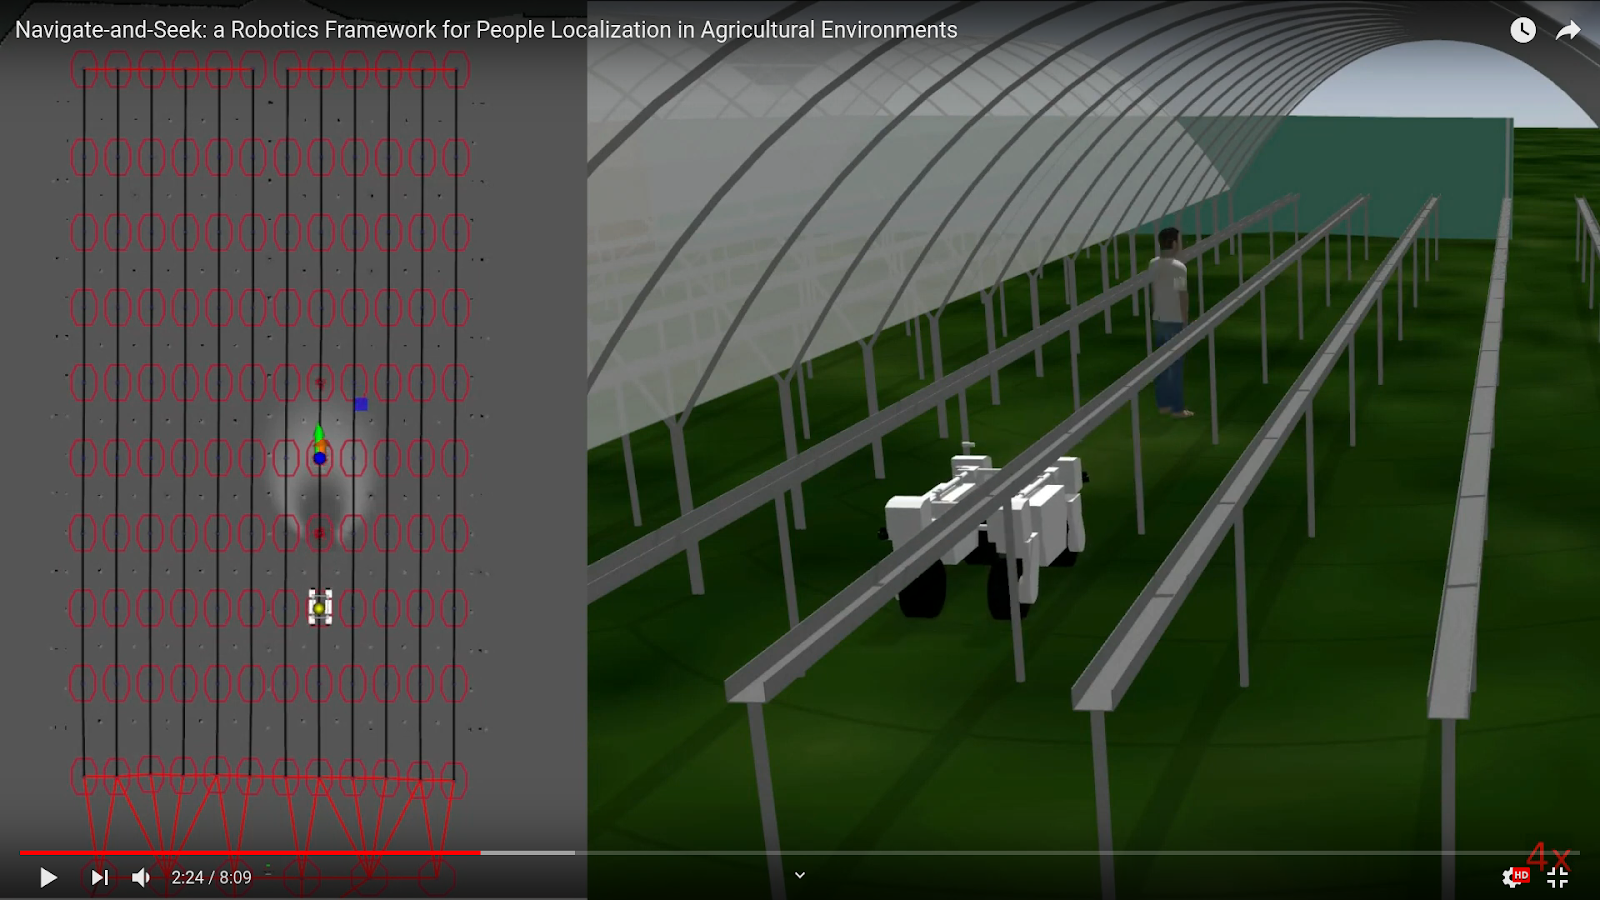 Navigate-and-Seek: a Robotics Framework for People Localization in Agricultural Environments
4x
2:24 / 8:09
HD